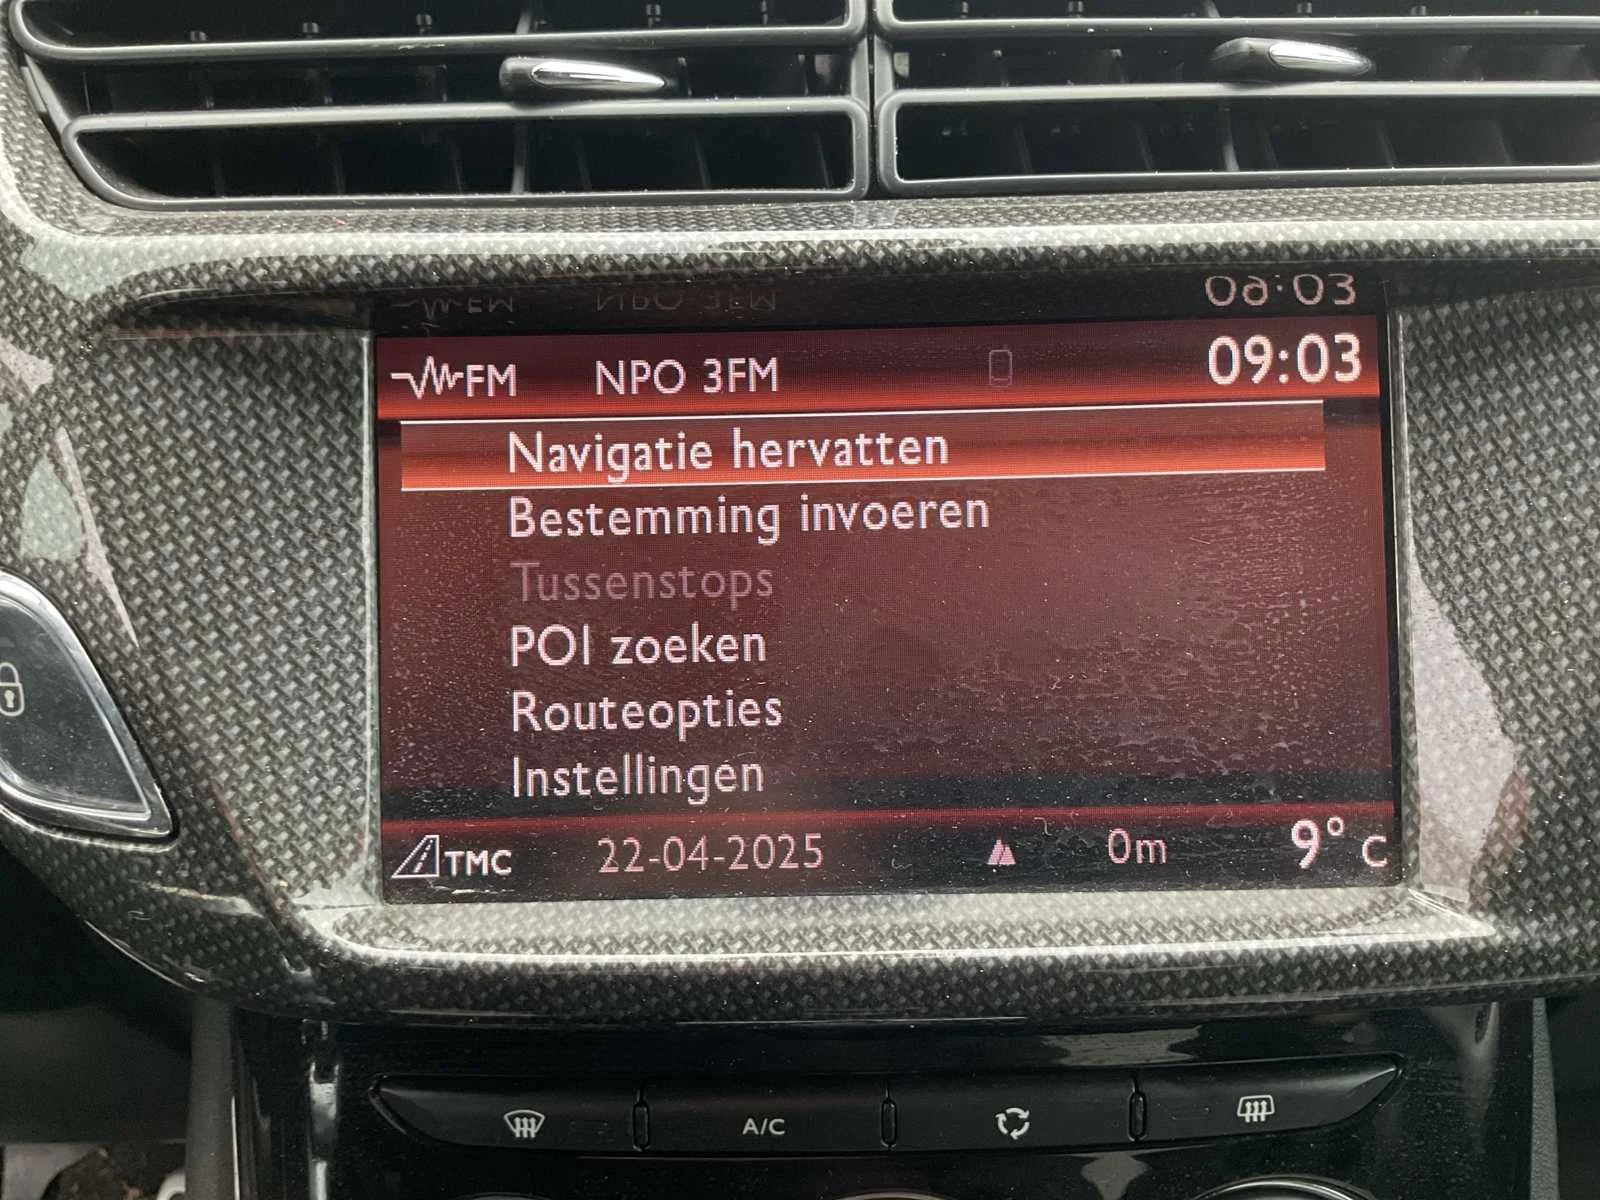 FM NPO 3FM 09:03
Navigatie hervatten
Bestemming invoeren
Tussenstops
POI zoeken
Routeopties
Instellingen
TMC 22-04-2025 0m 9° C
A/C